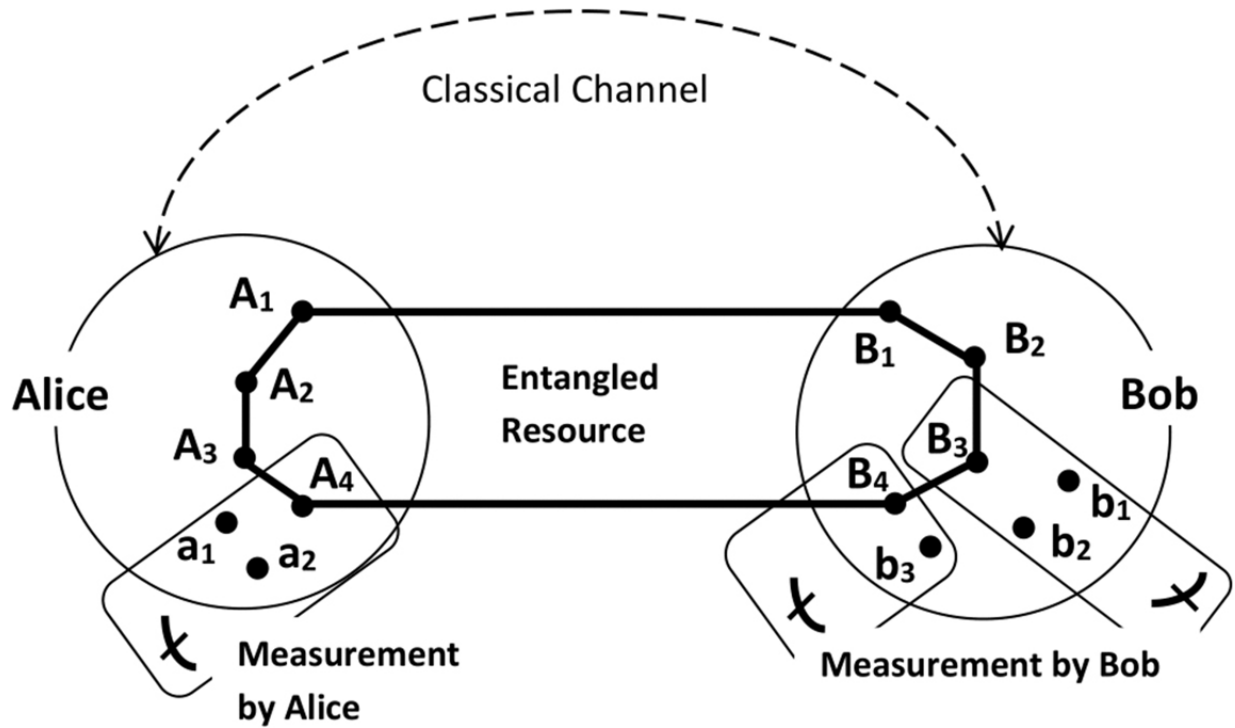 Classical Channel
A₁
A₂
A₃
A₄
a₁
a₂
Alice
Entangled
Resource
B₁
B₂
B₃
B₄
b₁
b₂
b₃
Bob
Measurement
by Alice
Measurement by Bob